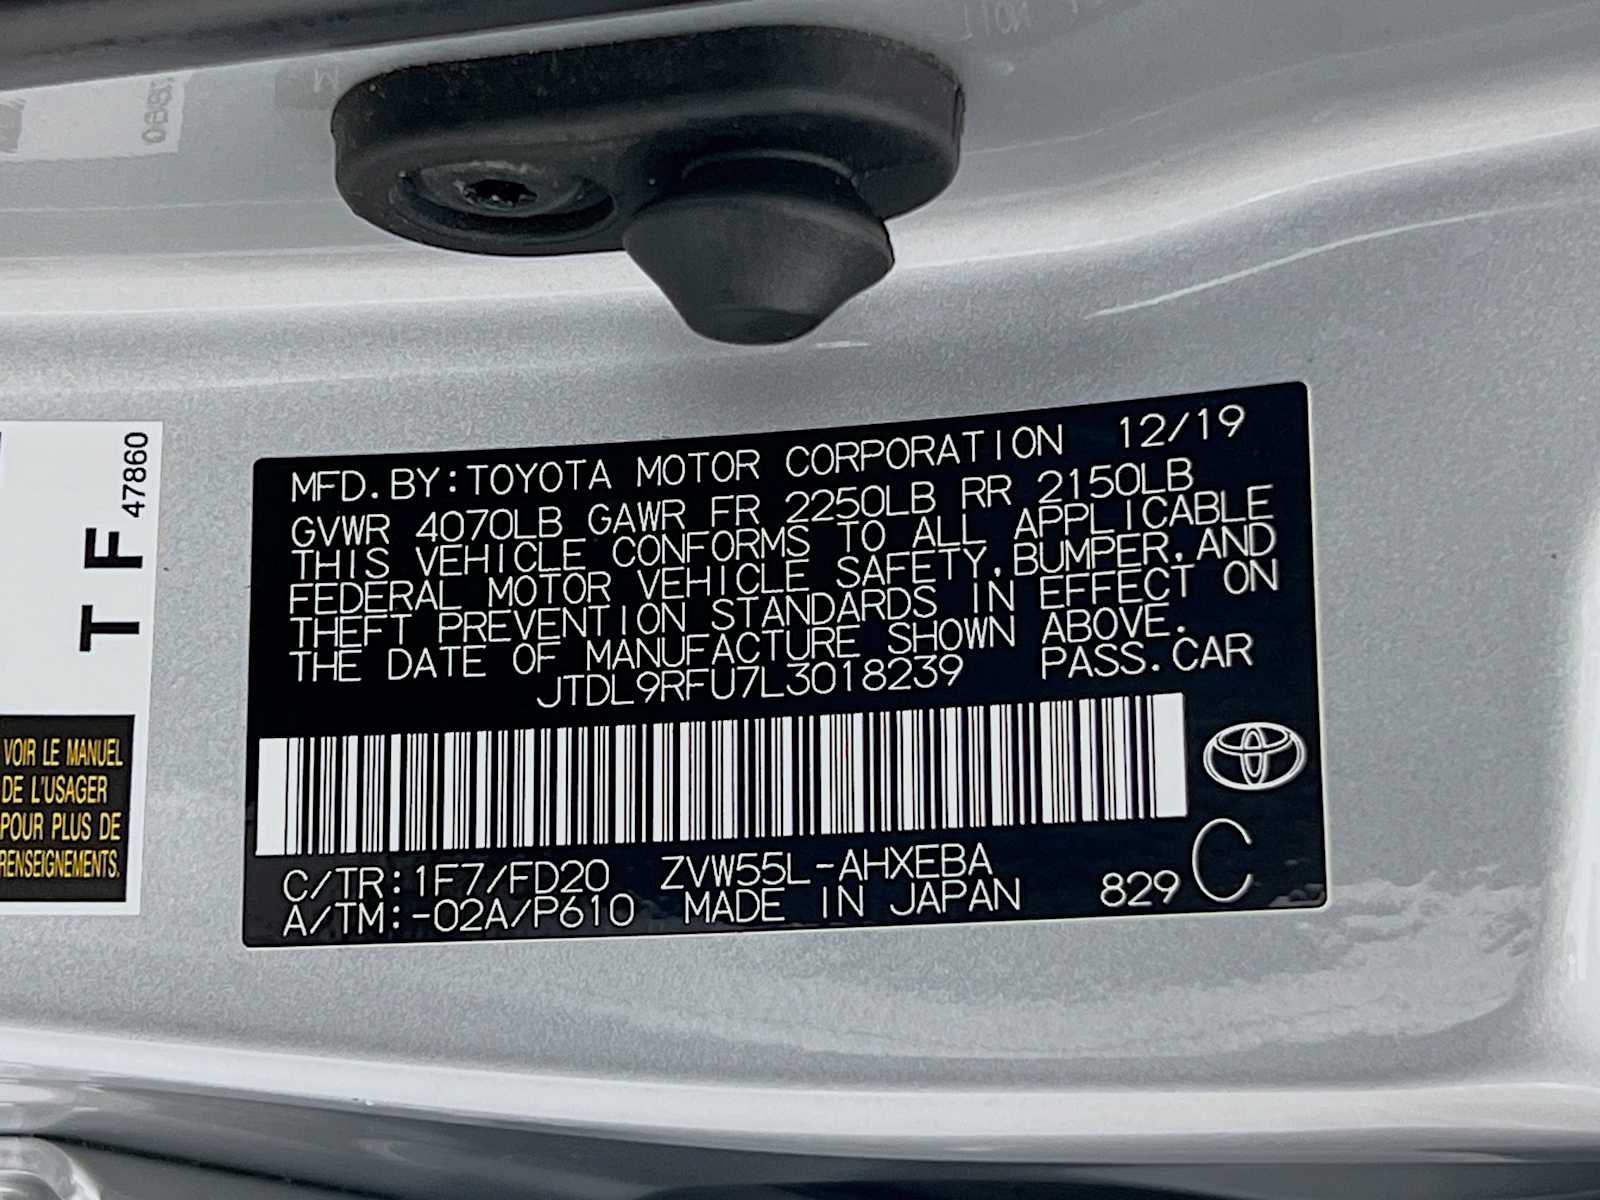 MFD.BY:TOYOTA MOTOR CORPORATION 12/19
GVWR 4070LB GAWR FR 2250LB RR 2150LB
THIS VEHICLE CONFORMS TO ALL APPLICABLE
FEDERAL MOTOR VEHICLE SAFETY,BUMPER,AND
THEFT PREVENTION STANDARDS IN EFFECT ON
THE DATE OF MANUFACTURE SHOWN ABOVE.
JTDL9RFU7L3018239 PASS.CAR
C/TR:1F7/FD20 ZVW55L-AHXEBA
A/TM:-02A/P610 MADE IN JAPAN 829 C
T F 47860
VOIR LE MANUEL
DE L'USAGER
POUR PLUS DE
RENSEIGNEMENTS.